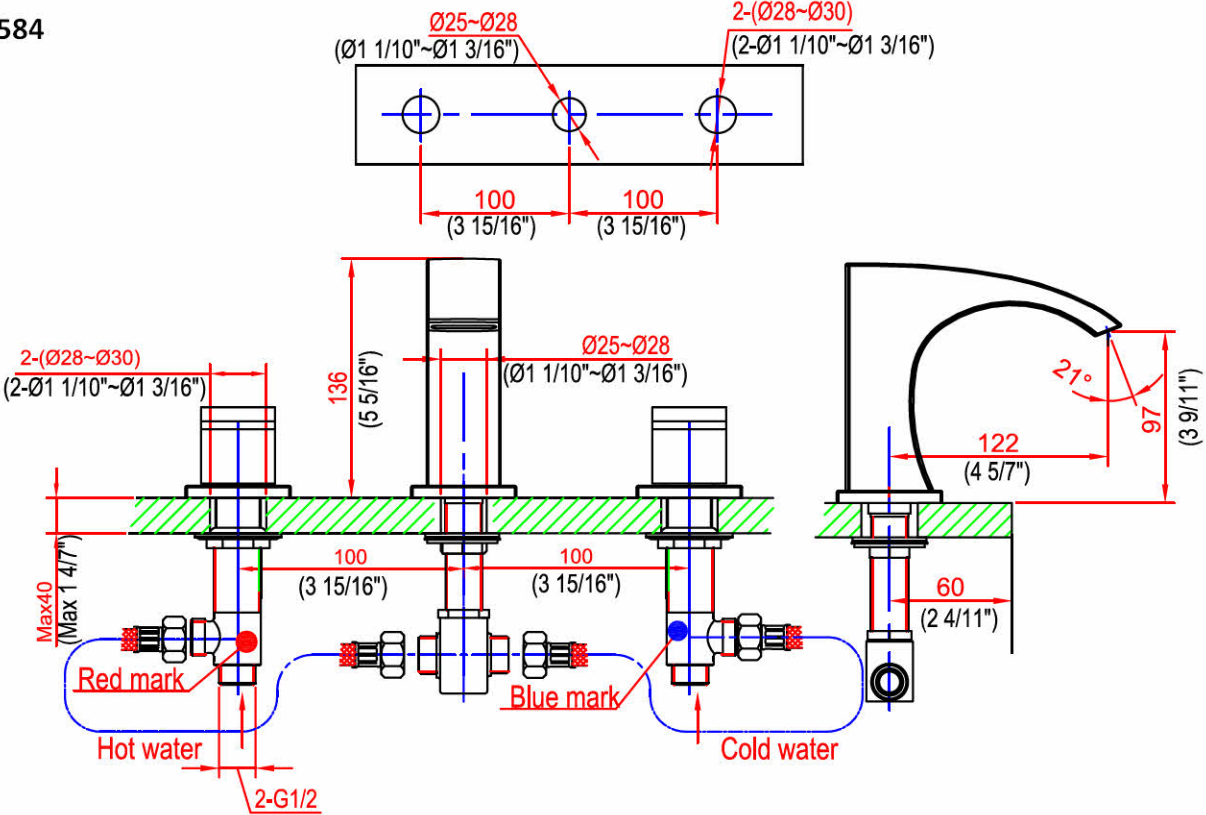 584
Ø25~Ø28
(Ø1 1/10"~Ø1 3/16")
2-(Ø28~Ø30)
(2-Ø1 1/10"~Ø1 3/16")
100
(3 15/16")
100
(3 15/16")
2-(Ø28~Ø30)
(2-Ø1 1/10"~Ø1 3/16")
136
(5 5/16")
Ø25~Ø28
(Ø1 1/10"~Ø1 3/16")
21°
97
(3 9/11")
122
(4 5/7")
Max40
(Max 1 4/7")
100
(3 15/16")
100
(3 15/16")
60
(2 4/11")
Red mark
Blue mark
Hot water
Cold water
2-G1/2